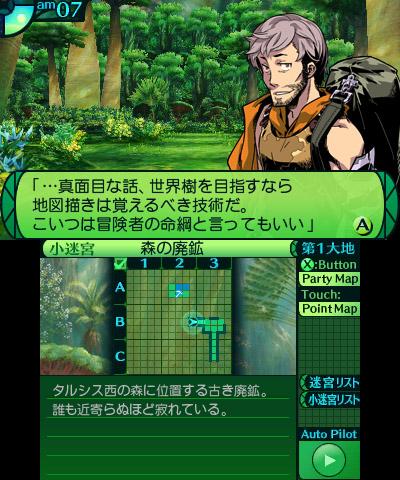 am07
「…真面目な話、世界樹を目指すなら
地図描きは覚えるべき技術だ。
こいつは冒険者の命綱と言ってもいい」
A
小迷宮
森の廃鉱
第1大地
1 2 3
A
B
C
X:Button
Party Map
Touch:
Point Map
迷宮リスト
小迷宮リスト
Auto Pilot
タルシス西の森に位置する古き廃鉱。
誰も近寄らぬほど寂れている。